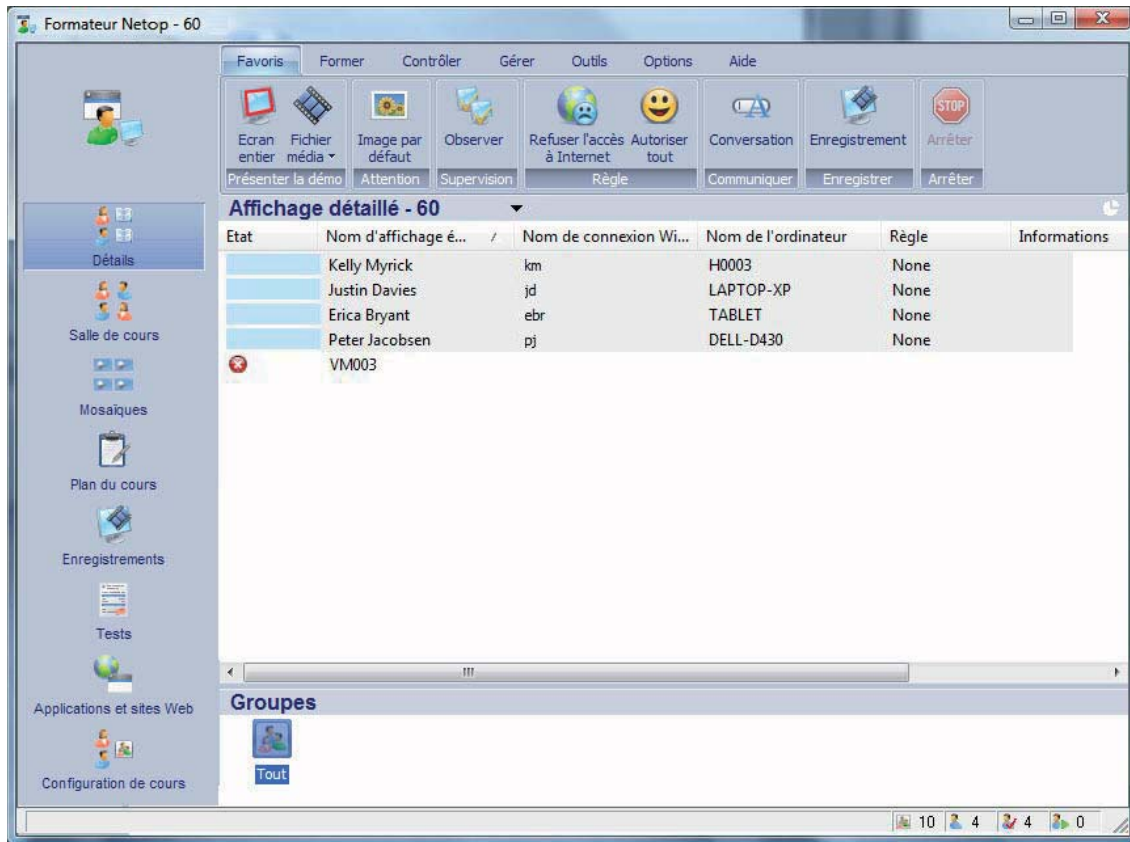 Formateur Netop - 60
Favoris Former Contrôler Gérer Outils Options Aide
Ecran entier
Fichier média
Image par défaut
Observer
Refuser l'accès à Internet
Autoriser tout
Conversation
Enregistrement
Arrêter
Présenter la démo Attention Supervision Règle Communiquer Enregistrer Arrêter
STOP
Détails
Salle de cours
Mosaïques
Plan du cours
Enregistrements
Tests
Applications et sites Web
Configuration de cours
Affichage détaillé - 60
Etat Nom d'affichage é... Nom de connexion Wi... Nom de l'ordinateur Règle Informations
Kelly Myrick km H0003 None
Justin Davies jd LAPTOP-XP None
Erica Bryant ebr TABLET None
Peter Jacobsen pj DELL-D430 None
VM003
Groupes
Tout
10 4 4 0